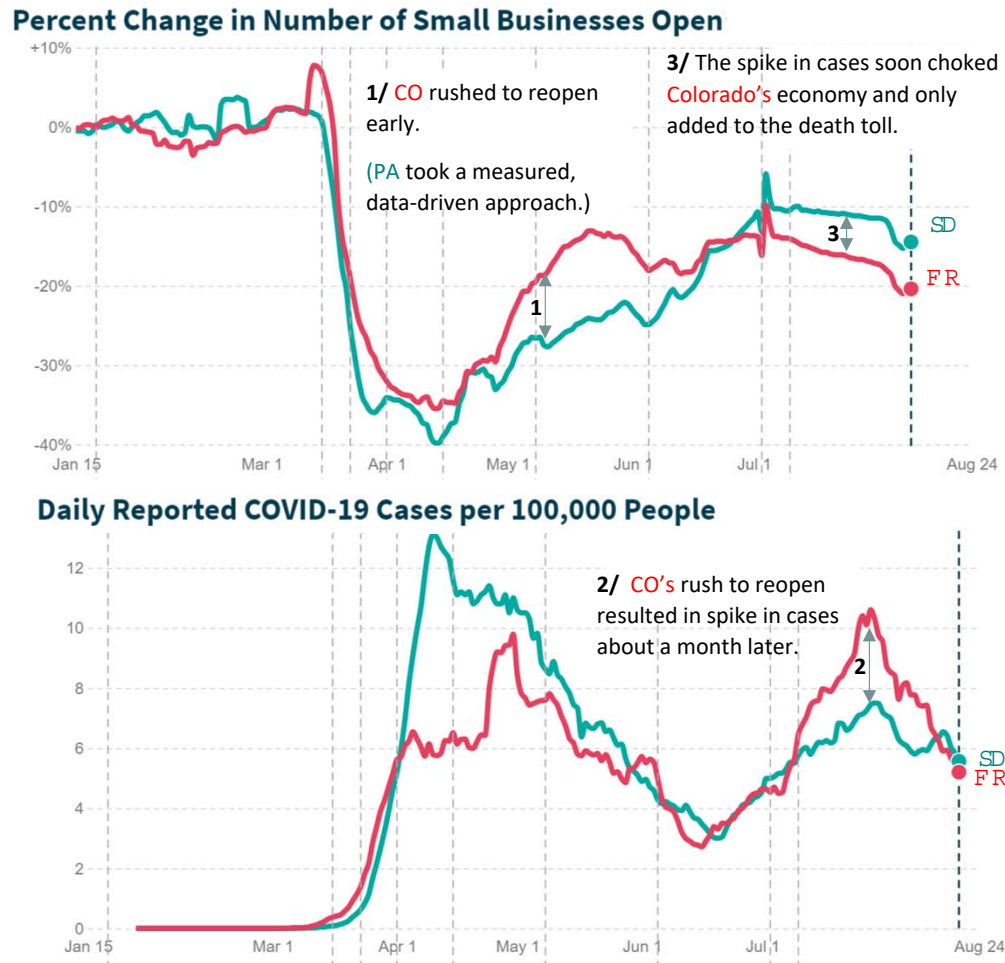 Percent Change in Number of Small Businesses Open
+10%
1/ CO rushed to reopen
early.
(PA took a measured,
data-driven approach.)
3/ The spike in cases soon choked
Colorado's economy and only
added to the death toll.
0%
-10%
3
SD
-20%
FR
1
-30%
-40%
Jan 15 Mar 1 Apr 1 May 1 Jun 1 Jul 1 Aug 24
Daily Reported COVID-19 Cases per 100,000 People
12
2/ CO's rush to reopen
resulted in spike in cases
about a month later.
10
2
8
6
SD
FR
4
2
0
Jan 15 Mar 1 Apr 1 May 1 Jun 1 Jul 1 Aug 24